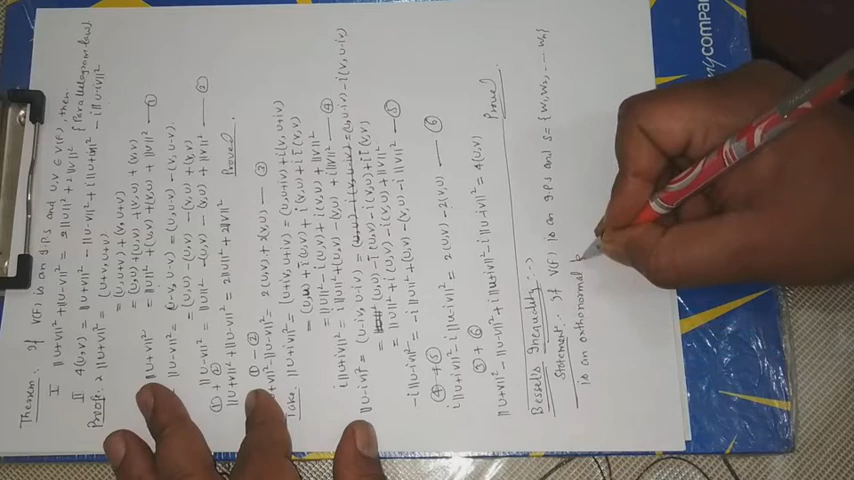 Theorem :- If V(F) is an I.P.S and u,v ∈ V(F), then
I ||u+v||² + ||u-v||² = 2||u||² + 2||v||² {Parallelogram law}
II 4(u,v) = ||u+v||² - ||u-v||² + i||u+iv||² - i||u-iv||²
Proof:- ||u+v||² = (u+v, u+v)
= (u, u+v) + (v, u+v)
= (u,u) + (u,v) + (v,u) + (v,v)
||u+v||² = ||u||² + (u,v) + (v,u) + ||v||² — ①
||u-v||² = (u-v, u-v) = (u, u-v) - (v, u-v)
= (u,u) - (u,v) - (v,u) + (v,v)
||u-v||² = ||u||² - (u,v) - (v,u) + ||v||² — ②
① + ②
||u+v||² + ||u-v||² = 2||u||² + 2||v||² Proved.
① - ②
||u+v||² - ||u-v||² = 2(u,v) + 2(v,u) — ③
Take ||u+iv||² = (u+iv, u+iv) = (u, u+iv) + i(v, u+iv)
= (u,u) + i̅(u,v) + i(v,u) + i i̅(v,v)
= ||u||² - i(u,v) + i(v,u) + ||v||²
i||u+iv||² = i||u||² + (u,v) - (v,u) + i||v||² — ④
||u-iv||² = (u-iv, u-iv) = (u, u-iv) - i(v, u-iv)
= (u,u) - i̅(u,v) - i(v,u) + i i̅(v,v)
= ||u||² + i(u,v) - i(v,u) + ||v||²
-i||u-iv||² = -i||u||² + (u,v) - (v,u) - i||v||² — ⑤
④ + ⑤
i||u+iv||² - i||u-iv||² = 2(u,v) - 2(v,u) — ⑥
③ + ⑥
||u+v||² - ||u-v||² + i||u+iv||² - i||u-iv||² = 4(u,v) Proved.
Bessel's Inequality :-
Statement :- If V(F) is an I.P.S and S = {w₁, w₂, ... wₙ}
is an orthonormal